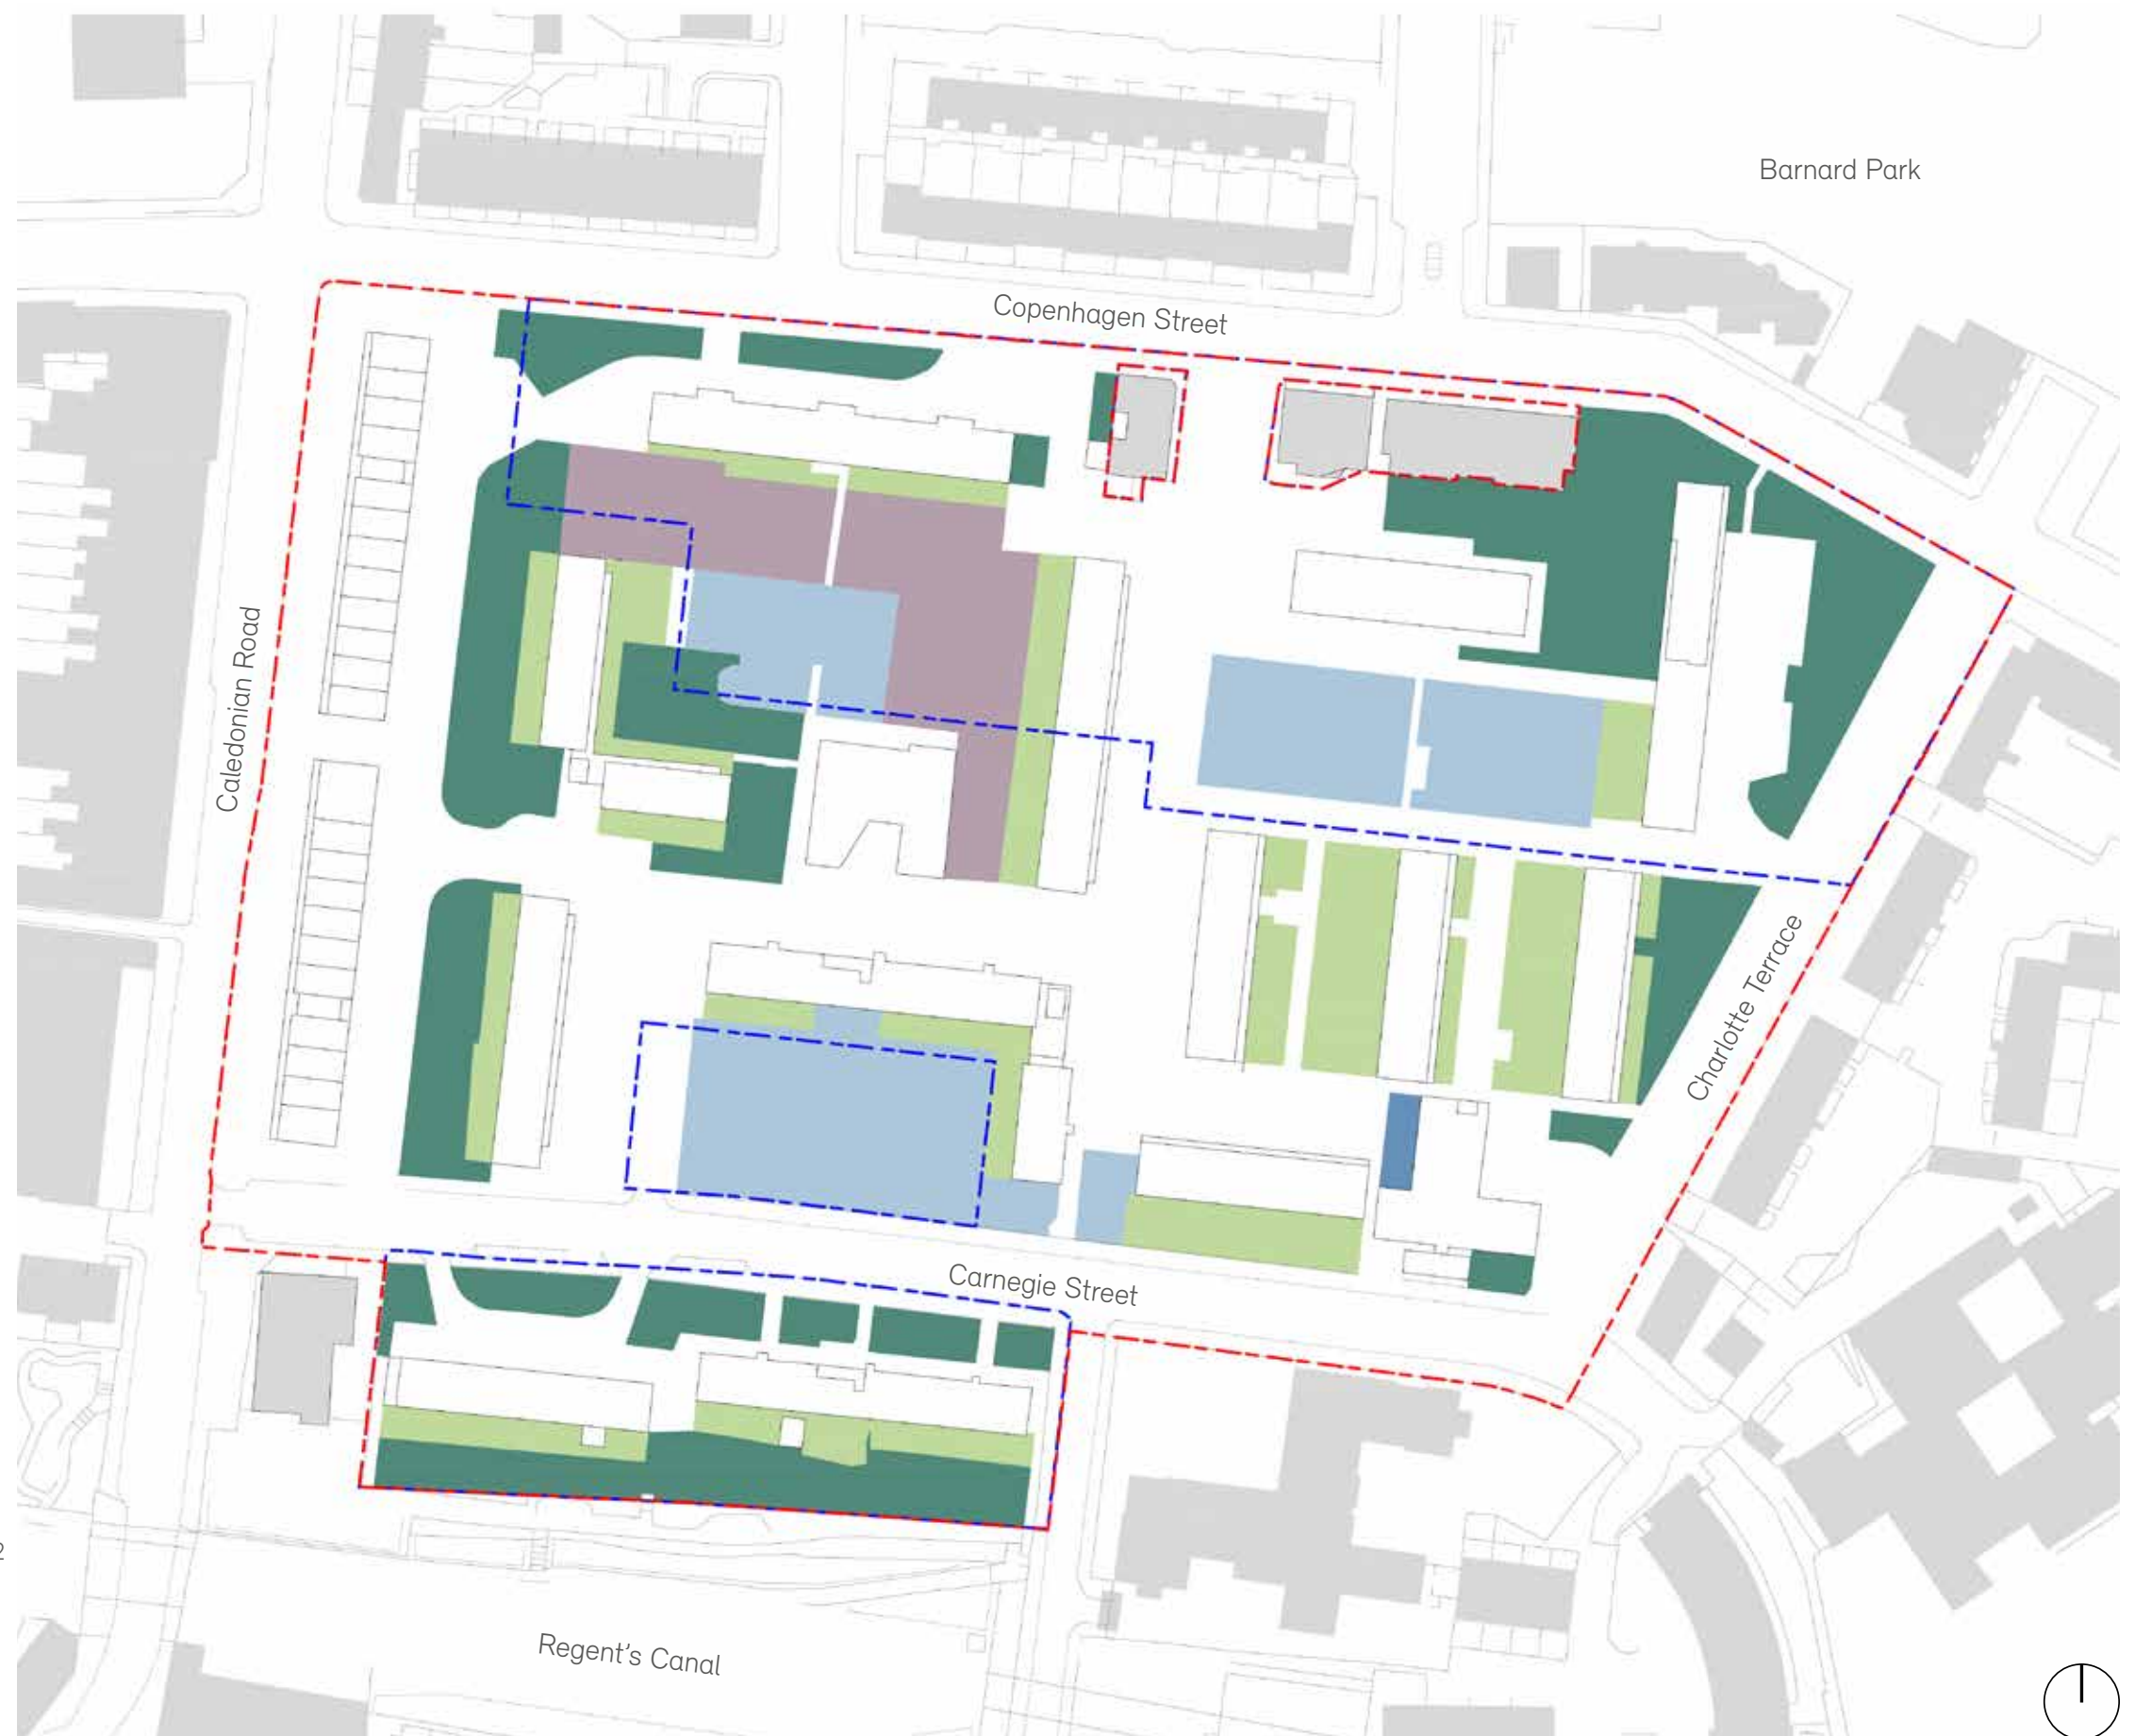 Barnard Park
Copenhagen Street
Caledonian Road
Charlotte Terrace
Carnegie Street
Regent's Canal